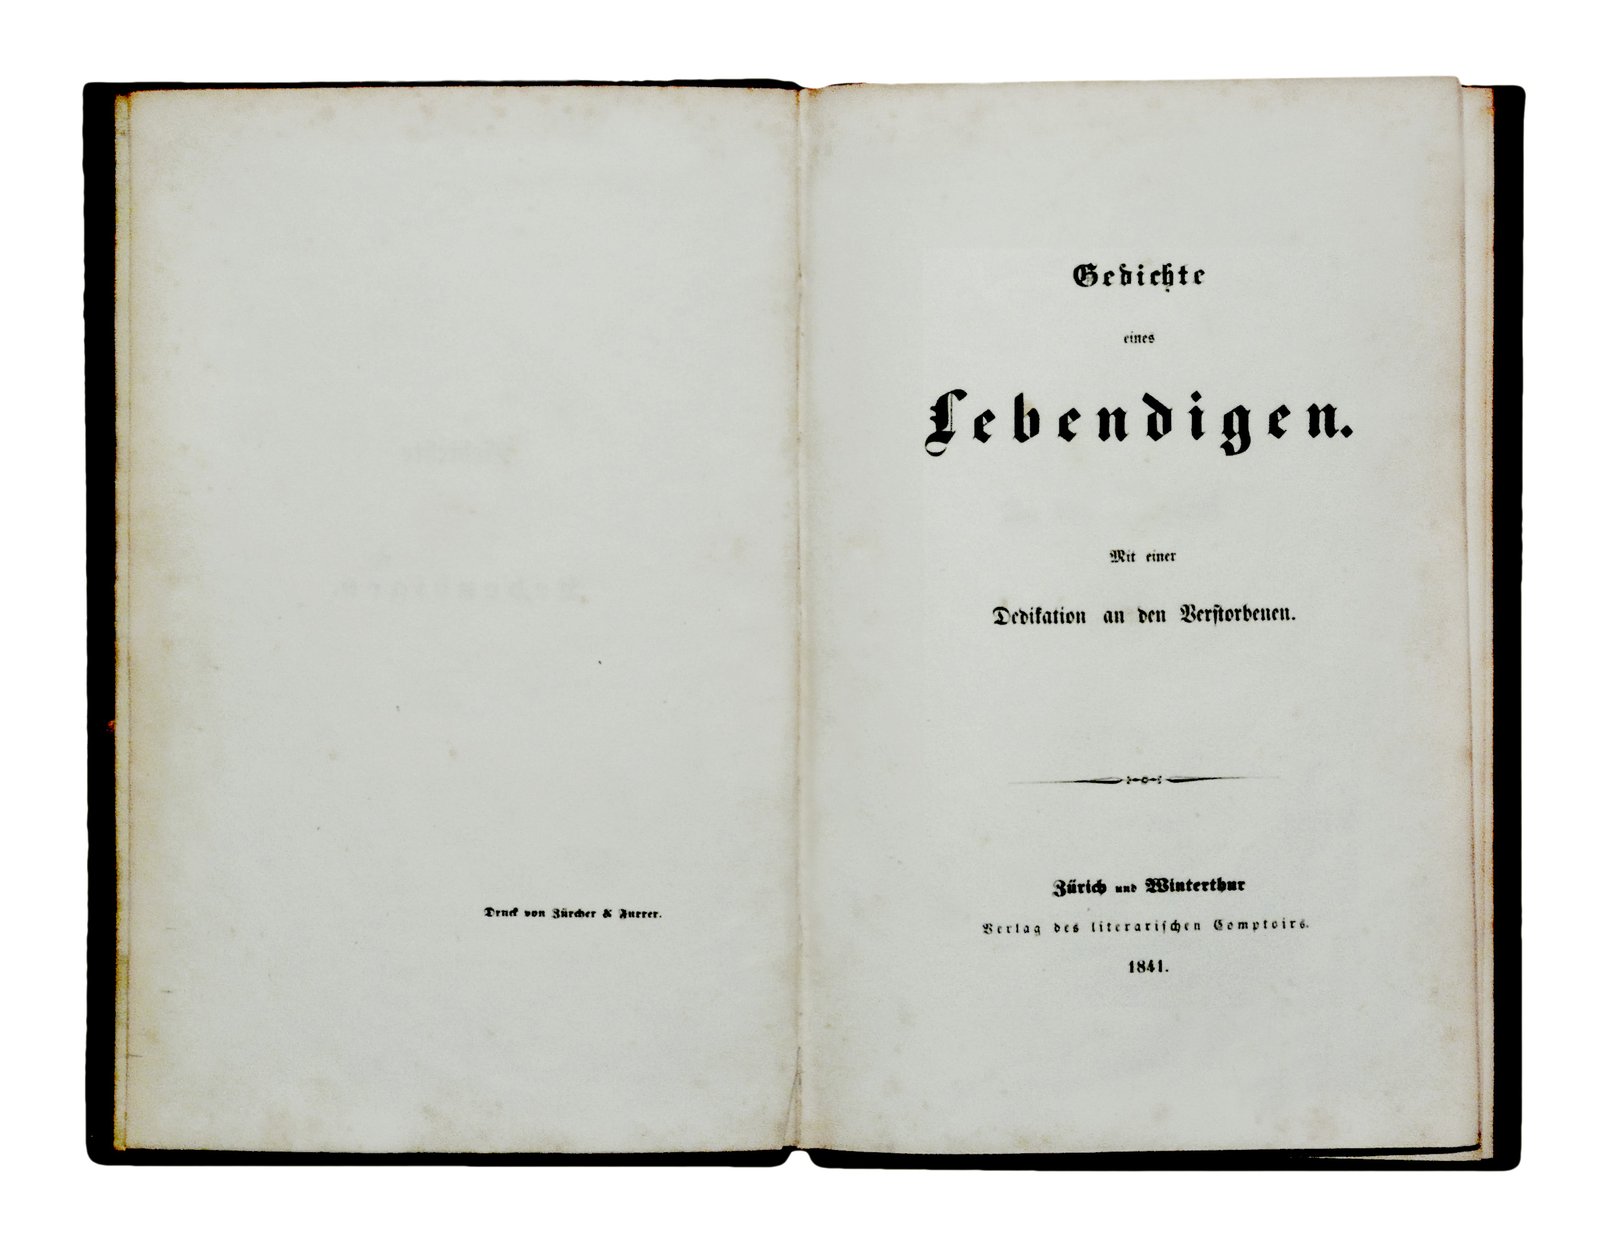 Druck von Zürcher & Furrer.
Gedichte
eines
Lebendigen.
Mit einer
Dedikation an den Verstorbenen.
Zürich und Winterthur
Verlag des literarischen Comptoirs.
1841.